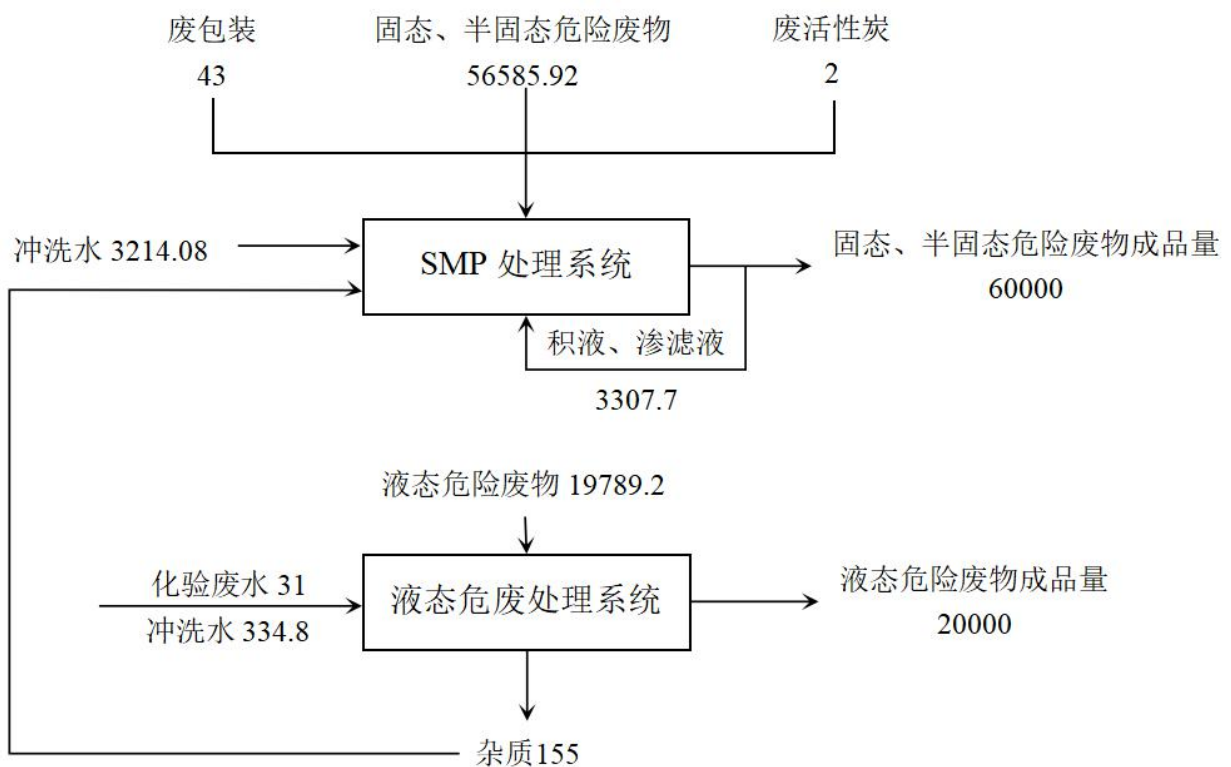 废包装
43
固态、半固态危险废物
56585.92
废活性炭
2
冲洗水 3214.08
SMP 处理系统
固态、半固态危险废物成品量
60000
积液、渗滤液
3307.7
液态危险废物 19789.2
化验废水 31
冲洗水 334.8
液态危废处理系统
液态危险废物成品量
20000
杂质155